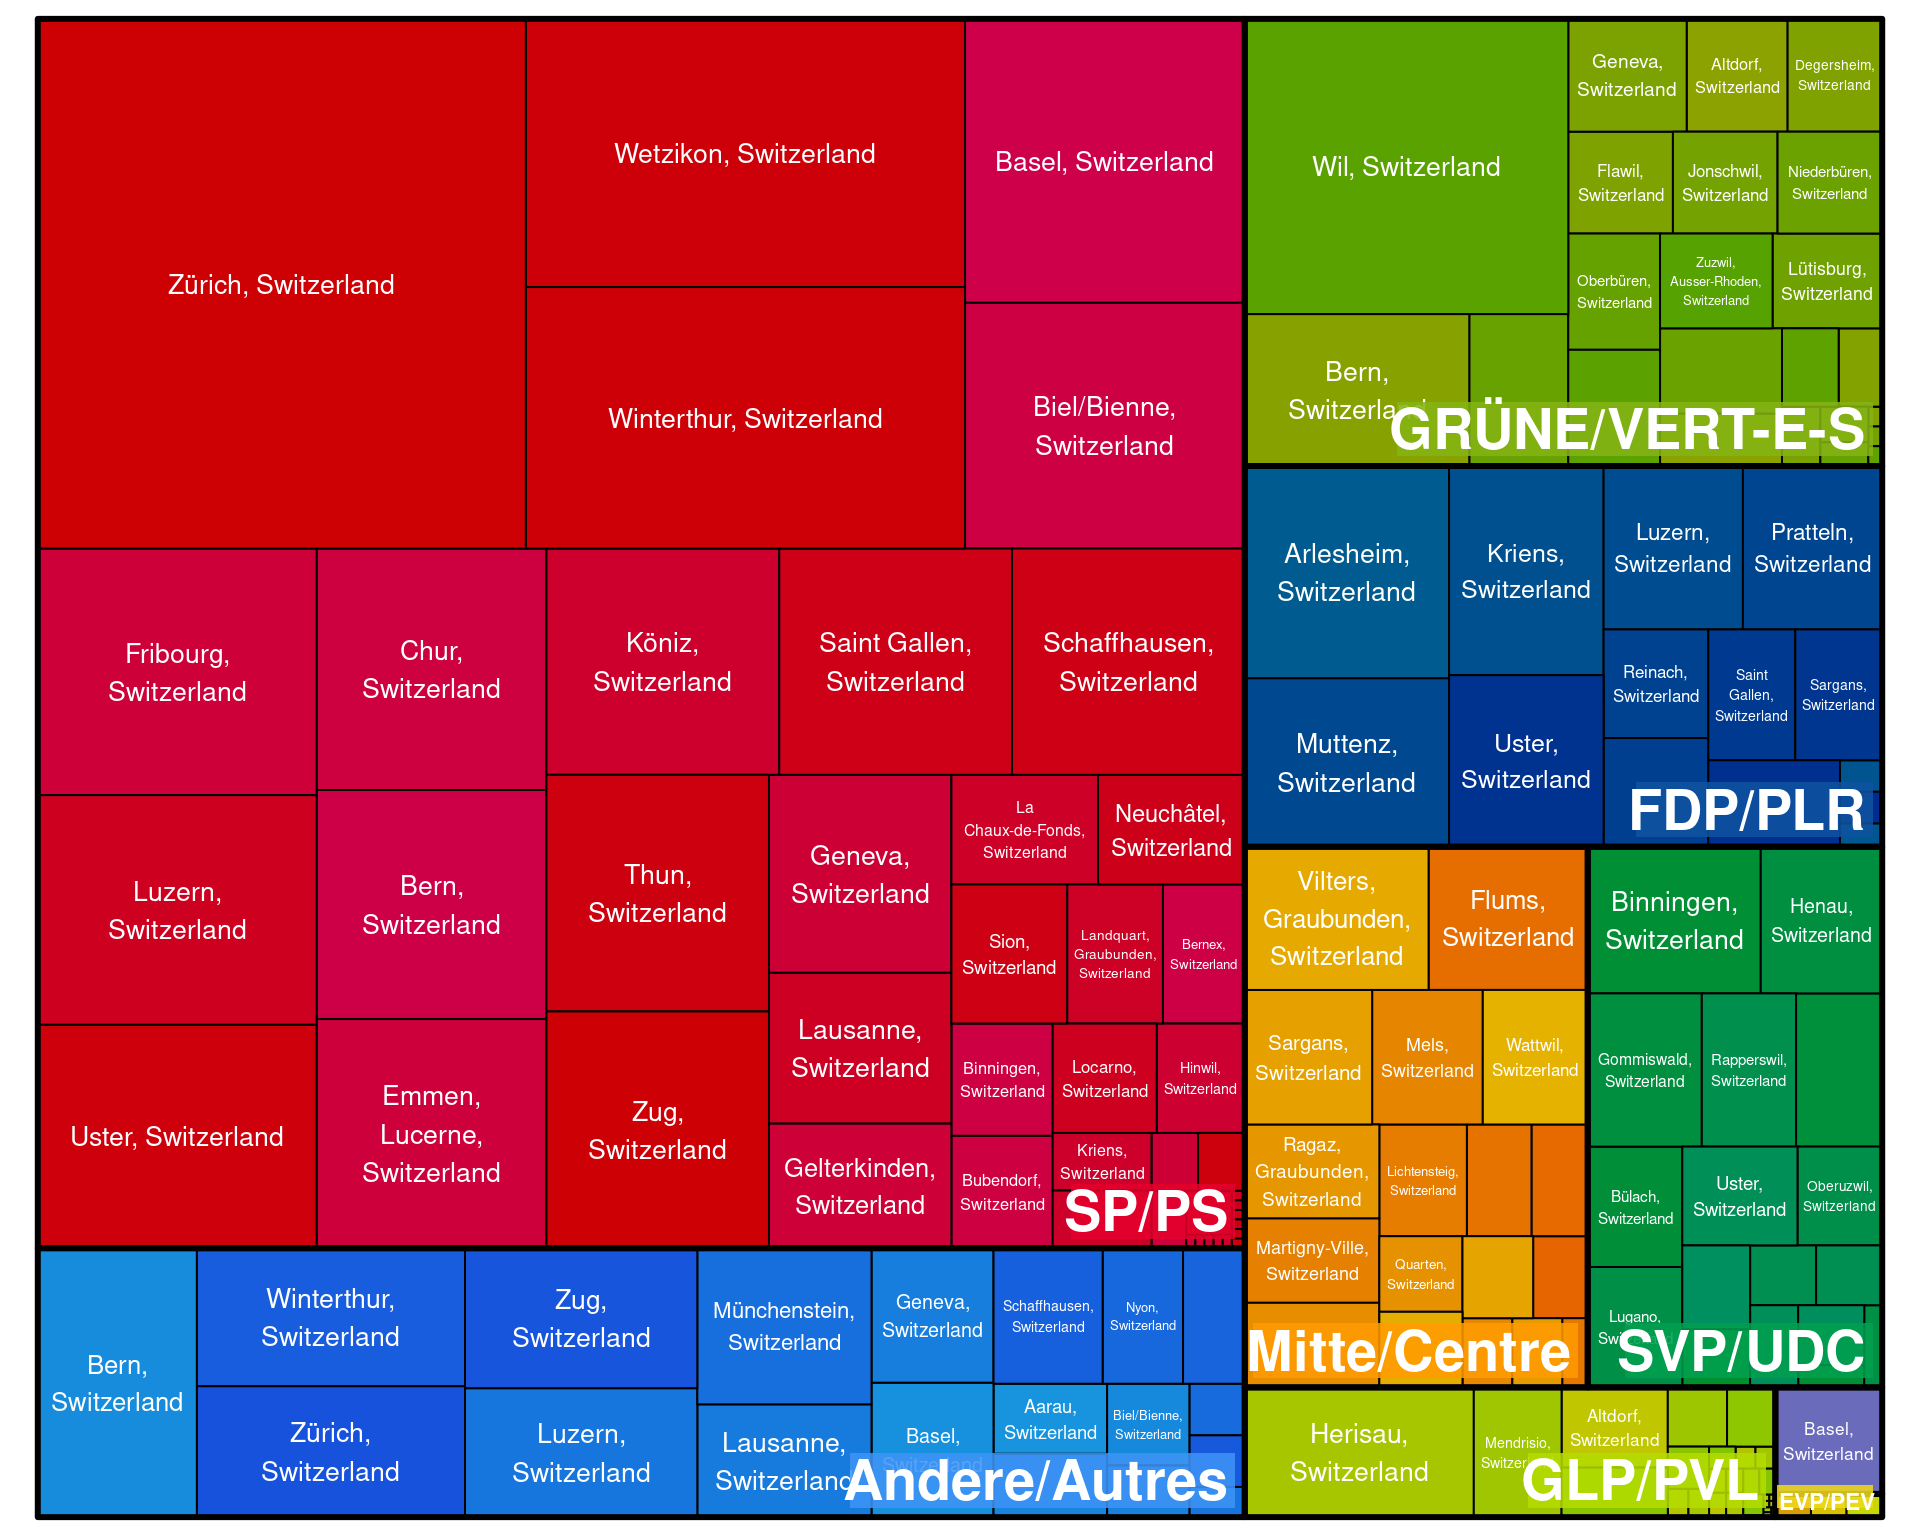 Zürich, Switzerland
Wetzikon, Switzerland
Winterthur, Switzerland
Basel, Switzerland
Biel/Bienne,
Switzerland
Fribourg,
Switzerland
Luzern,
Switzerland
Uster, Switzerland
Chur,
Switzerland
Bern,
Switzerland
Emmen,
Lucerne,
Switzerland
Köniz,
Switzerland
Saint Gallen,
Switzerland
Schaffhausen,
Switzerland
Thun,
Switzerland
Zug,
Switzerland
Geneva,
Switzerland
Lausanne,
Switzerland
Gelterkinden,
Switzerland
La
Chaux-de-Fonds,
Switzerland
Neuchâtel,
Switzerland
Sion,
Switzerland
Landquart,
Graubunden,
Switzerland
Bernex,
Switzerland
Binningen,
Switzerland
Locarno,
Switzerland
Hinwil,
Switzerland
Bubendorf,
Switzerland
Kriens,
Switzerland
SP/PS
Bern,
Switzerland
Winterthur,
Switzerland
Zürich,
Switzerland
Zug,
Switzerland
Luzern,
Switzerland
Münchenstein,
Switzerland
Lausanne,
Switzerland
Geneva,
Switzerland
Basel,
Switzerland
Schaffhausen,
Switzerland
Nyon,
Switzerland
Aarau,
Switzerland
Biel/Bienne,
Switzerland
Andere/Autres
Wil, Switzerland
Bern,
Switzerland
Geneva,
Switzerland
Altdorf,
Switzerland
Degersheim,
Switzerland
Flawil,
Switzerland
Jonschwil,
Switzerland
Niederbüren,
Switzerland
Oberbüren,
Switzerland
Zuzwil,
Ausser-Rhoden,
Switzerland
Lütisburg,
Switzerland
GRÜNE/VERT-E-S
Arlesheim,
Switzerland
Muttenz,
Switzerland
Kriens,
Switzerland
Uster,
Switzerland
Luzern,
Switzerland
Pratteln,
Switzerland
Reinach,
Switzerland
Saint
Gallen,
Switzerland
Sargans,
Switzerland
FDP/PLR
Vilters,
Graubunden,
Switzerland
Flums,
Switzerland
Sargans,
Switzerland
Mels,
Switzerland
Wattwil,
Switzerland
Ragaz,
Graubunden,
Switzerland
Lichtensteig,
Switzerland
Martigny-Ville,
Switzerland
Quarten,
Switzerland
Mitte/Centre
Binningen,
Switzerland
Henau,
Switzerland
Gommiswald,
Switzerland
Rapperswil,
Switzerland
Bülach,
Switzerland
Uster,
Switzerland
Oberuzwil,
Switzerland
Lugano,
SVP/UDC
Herisau,
Switzerland
Mendrisio,
Altdorf,
Switzerland
GLP/PVL
Basel,
Switzerland
EVP/PEV